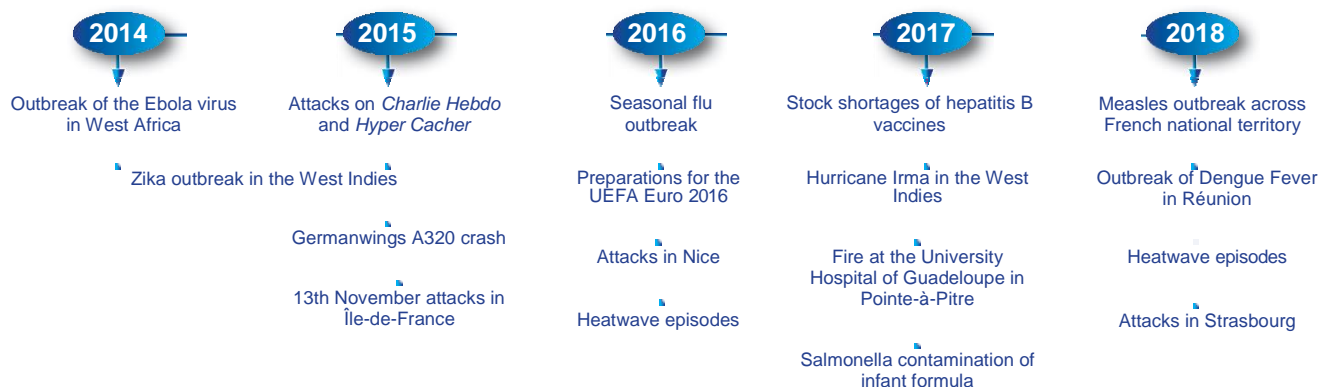 2014
Outbreak of the Ebola virus
in West Africa
Zika outbreak in the West Indies
2015
Attacks on Charlie Hebdo
and Hyper Cacher
Germanwings A320 crash
13th November attacks in
Île-de-France
2016
Seasonal flu
outbreak
Preparations for the
UEFA Euro 2016
Attacks in Nice
Heatwave episodes
2017
Stock shortages of hepatitis B
vaccines
Hurricane Irma in the West
Indies
Fire at the University
Hospital of Guadeloupe in
Pointe-à-Pitre
Salmonella contamination of
infant formula
2018
Measles outbreak across
French national territory
Outbreak of Dengue Fever
in Réunion
Heatwave episodes
Attacks in Strasbourg